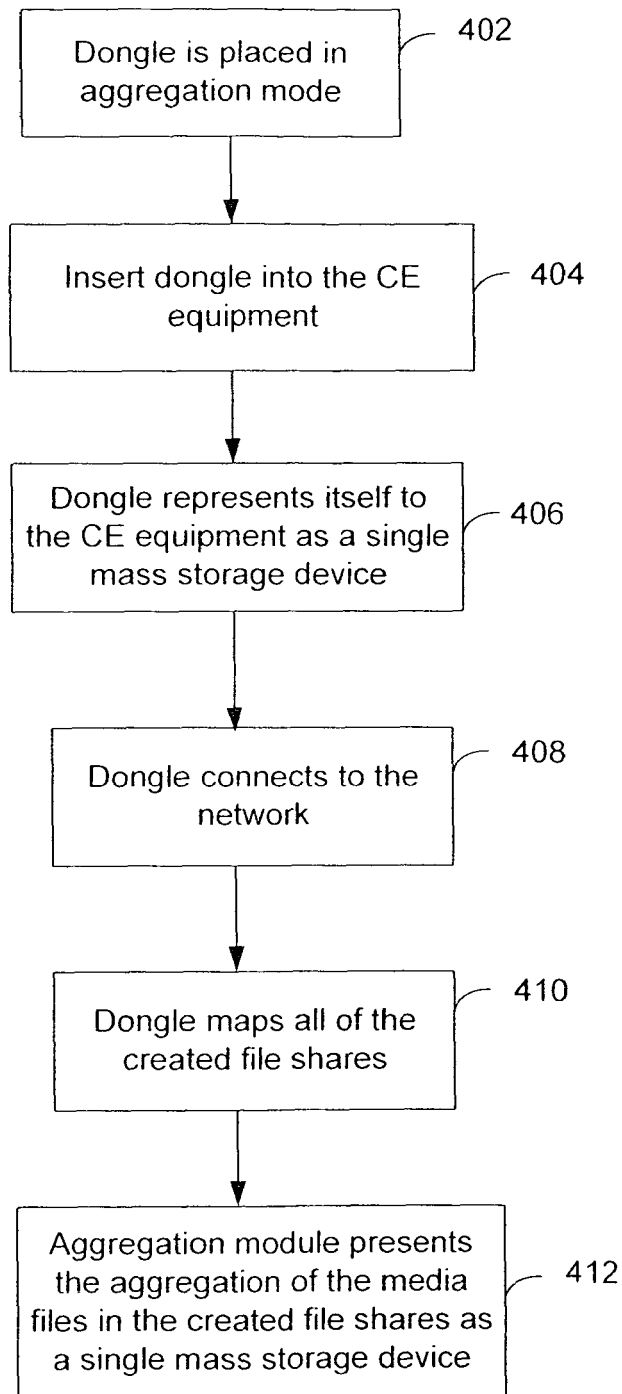 Dongle is placed in
aggregation mode
402
Insert dongle into the CE
equipment
404
Dongle represents itself to
the CE equipment as a single
mass storage device
406
Dongle connects to the
network
408
Dongle maps all of the
created file shares
410
Aggregation module presents
the aggregation of the media
files in the created file shares as
a single mass storage device
412